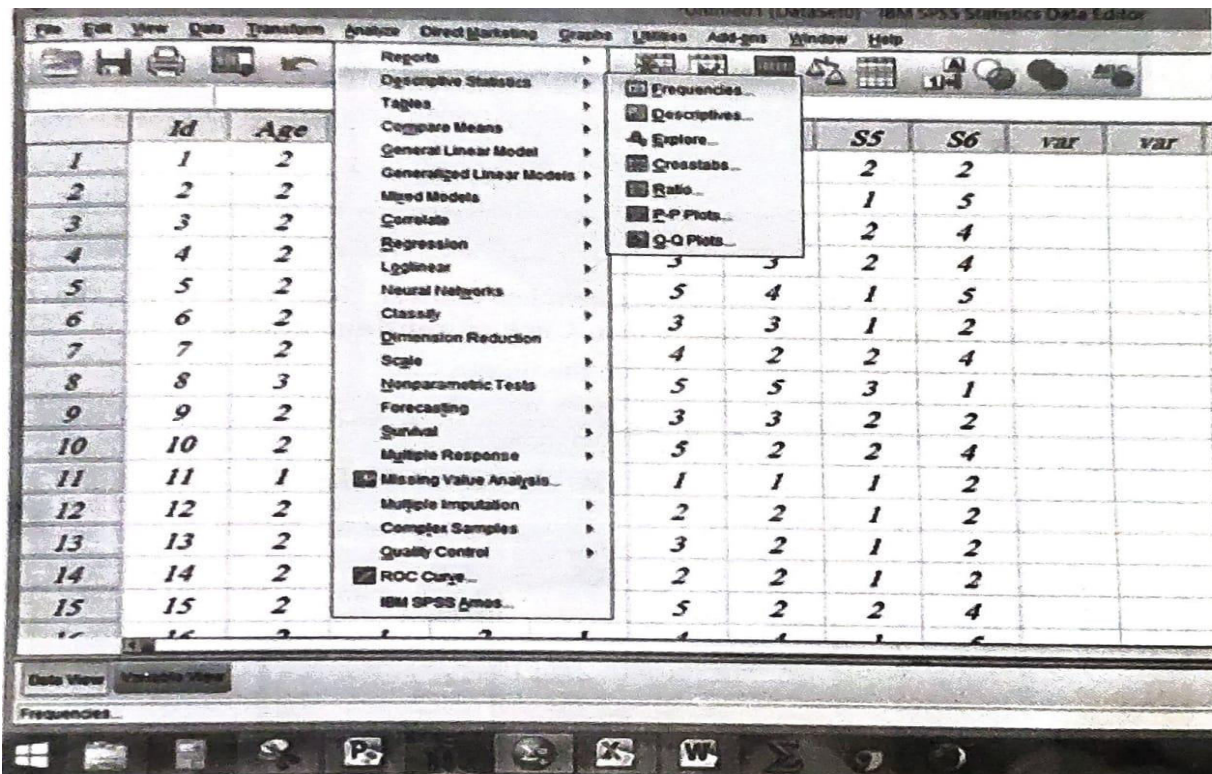 "Untitled1 [DataSet0] - IBM SPSS Statistics Data Editor
File Edit View Data Transform Analyze Direct Marketing Graphs Utilities Add-ons Window Help
Reports
Descriptive Statistics
Tables
Compare Means
General Linear Model
Generalized Linear Models
Mixed Models
Correlate
Regression
Loglinear
Neural Networks
Classify
Dimension Reduction
Scale
Nonparametric Tests
Forecasting
Survival
Multiple Response
Missing Value Analysis...
Multiple Imputation
Complex Samples
Quality Control
ROC Curve...
IBM SPSS Amos...
Frequencies...
Descriptives...
Explore...
Crosstabs...
Ratio...
P-P Plots...
Q-Q Plots...
Id Age S5 S6 var var
1 1 2 2 2
2 2 2 1 5
3 3 2 2 4
4 4 2 3 3 2 4
5 5 2 5 4 1 5
6 6 2 3 3 1 2
7 7 2 4 2 2 4
8 8 3 5 5 3 1
9 9 2 3 3 2 2
10 10 2 5 2 2 4
11 11 1 1 1 1 2
12 12 2 2 2 1 2
13 13 2 3 2 1 2
14 14 2 2 2 1 2
15 15 2 5 2 2 4
Data View Variable View
Frequencies...